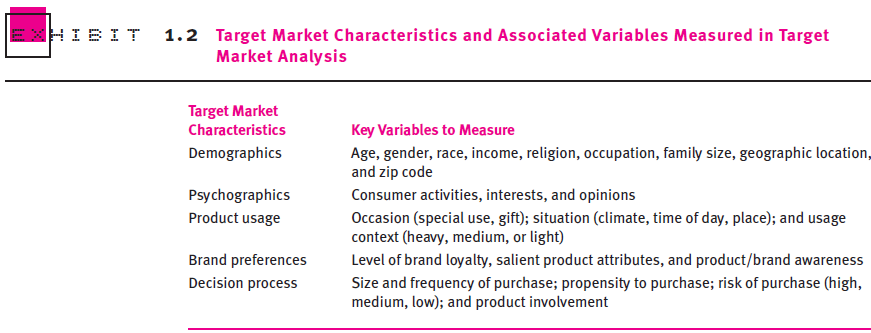 EXHIBIT 1.2 Target Market Characteristics and Associated Variables Measured in Target
Market Analysis
Target Market
Characteristics Key Variables to Measure
Demographics Age, gender, race, income, religion, occupation, family size, geographic location,
and zip code
Psychographics Consumer activities, interests, and opinions
Product usage Occasion (special use, gift); situation (climate, time of day, place); and usage
context (heavy, medium, or light)
Brand preferences Level of brand loyalty, salient product attributes, and product/brand awareness
Decision process Size and frequency of purchase; propensity to purchase; risk of purchase (high,
medium, low); and product involvement